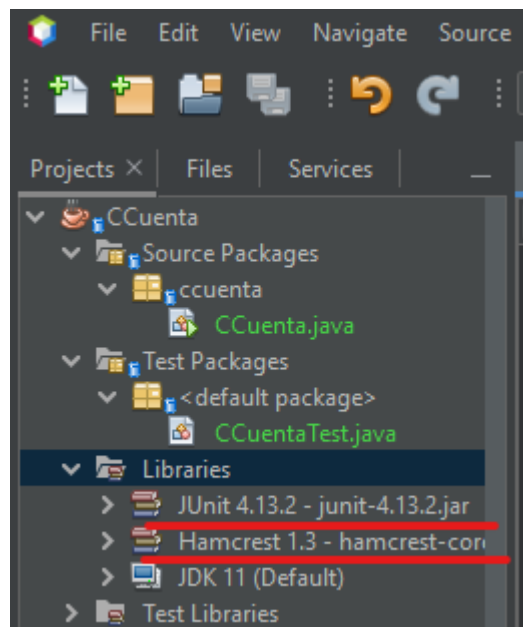 File Edit View Navigate Source
Projects Files Services
CCuenta
Source Packages
ccuenta
CCuenta.java
Test Packages
<default package>
CCuentaTest.java
Libraries
JUnit 4.13.2 - junit-4.13.2.jar
Hamcrest 1.3 - hamcrest-core
JDK 11 (Default)
Test Libraries